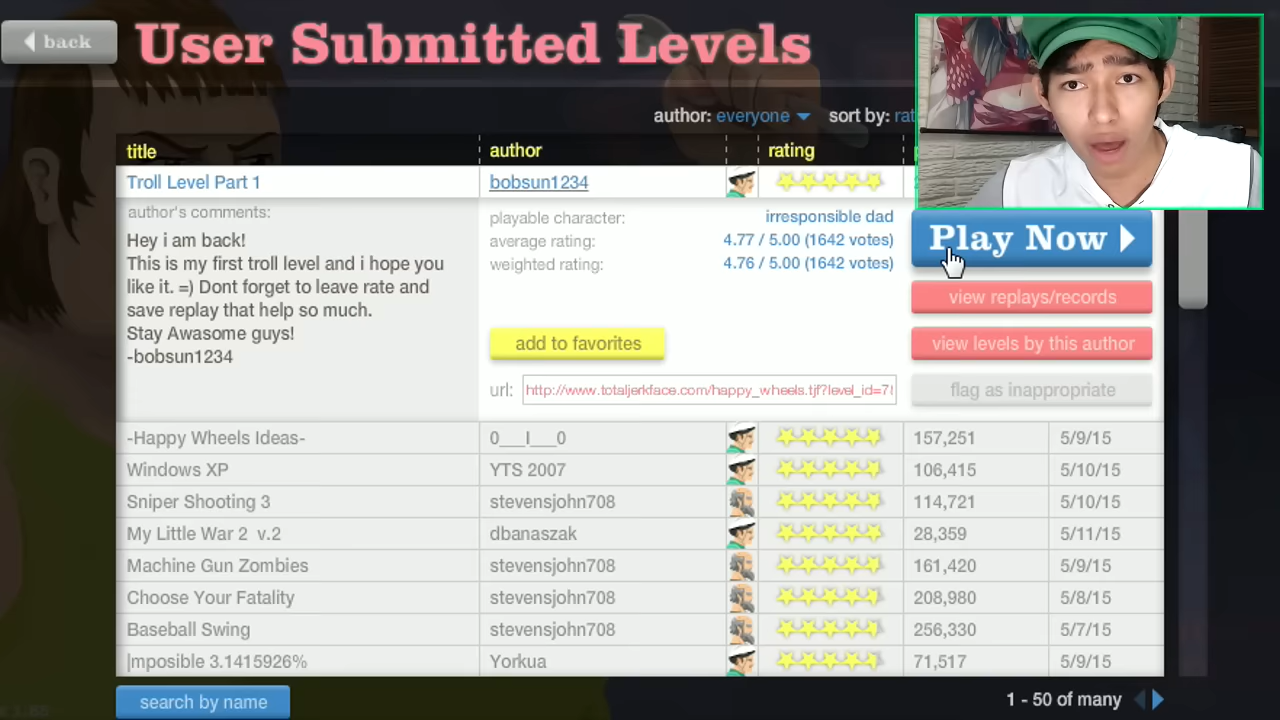 back
User Submitted Levels
author: everyone
sort by:
title author rating
Troll Level Part 1 bobsun1234
author's comments:
Hey i am back!
This is my first troll level and i hope you
like it. =) Dont forget to leave rate and
save replay that help so much.
Stay Awasome guys!
-bobsun1234
playable character: irresponsible dad
average rating: 4.77 / 5.00 (1642 votes)
weighted rating: 4.76 / 5.00 (1642 votes)
add to favorites
url: http://www.totaljerkface.com/happy_wheels.tjf?level_id=7
Play Now
view replays/records
view levels by this author
flag as inappropriate
-Happy Wheels Ideas- 0___I___0 157,251 5/9/15
Windows XP YTS 2007 106,415 5/10/15
Sniper Shooting 3 stevensjohn708 114,721 5/10/15
My Little War 2 v.2 dbanaszak 28,359 5/11/15
Machine Gun Zombies stevensjohn708 161,420 5/9/15
Choose Your Fatality stevensjohn708 208,980 5/8/15
Baseball Swing stevensjohn708 256,330 5/7/15
|mposible 3.1415926% Yorkua 71,517 5/9/15
search by name
1 - 50 of many